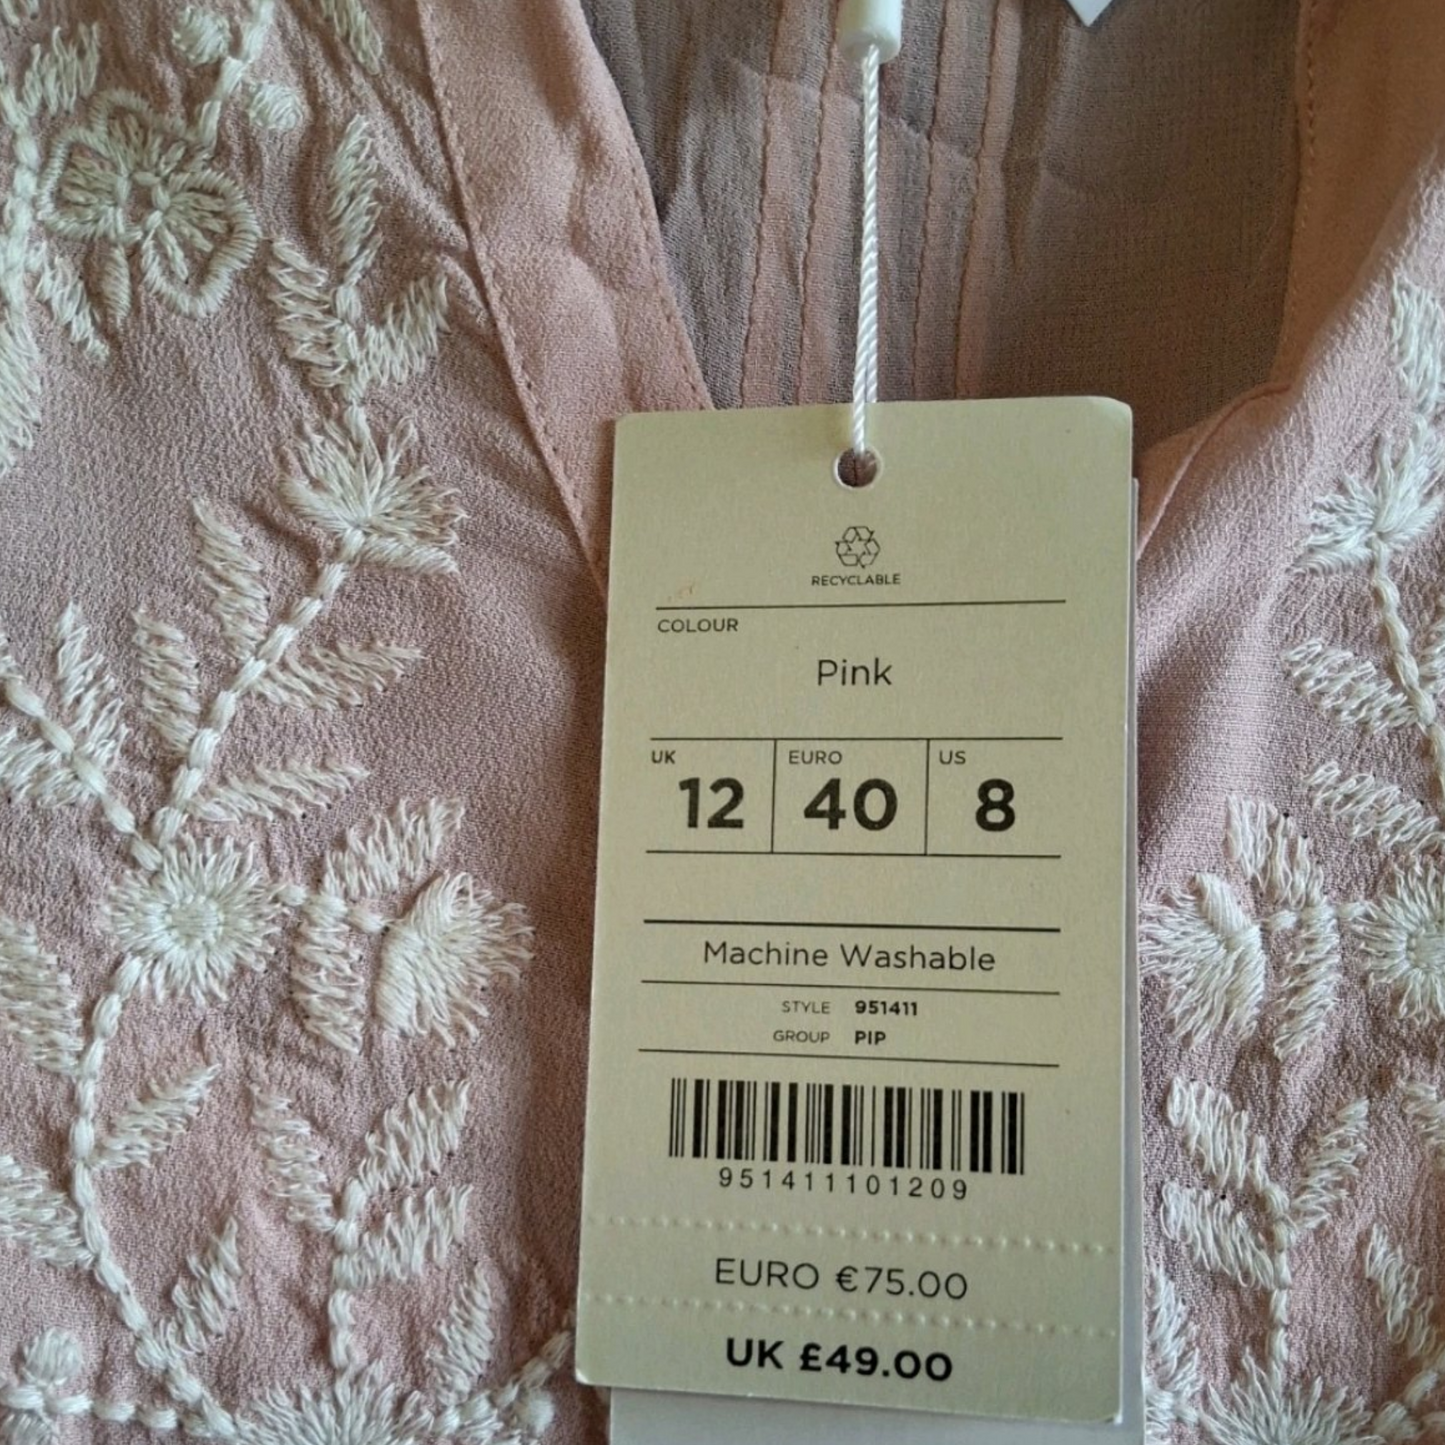 RECYCLABLE
COLOUR
Pink
UK EURO US
12 40 8
Machine Washable
STYLE 951411
GROUP PIP
951411101209
EURO €75.00
UK £49.00